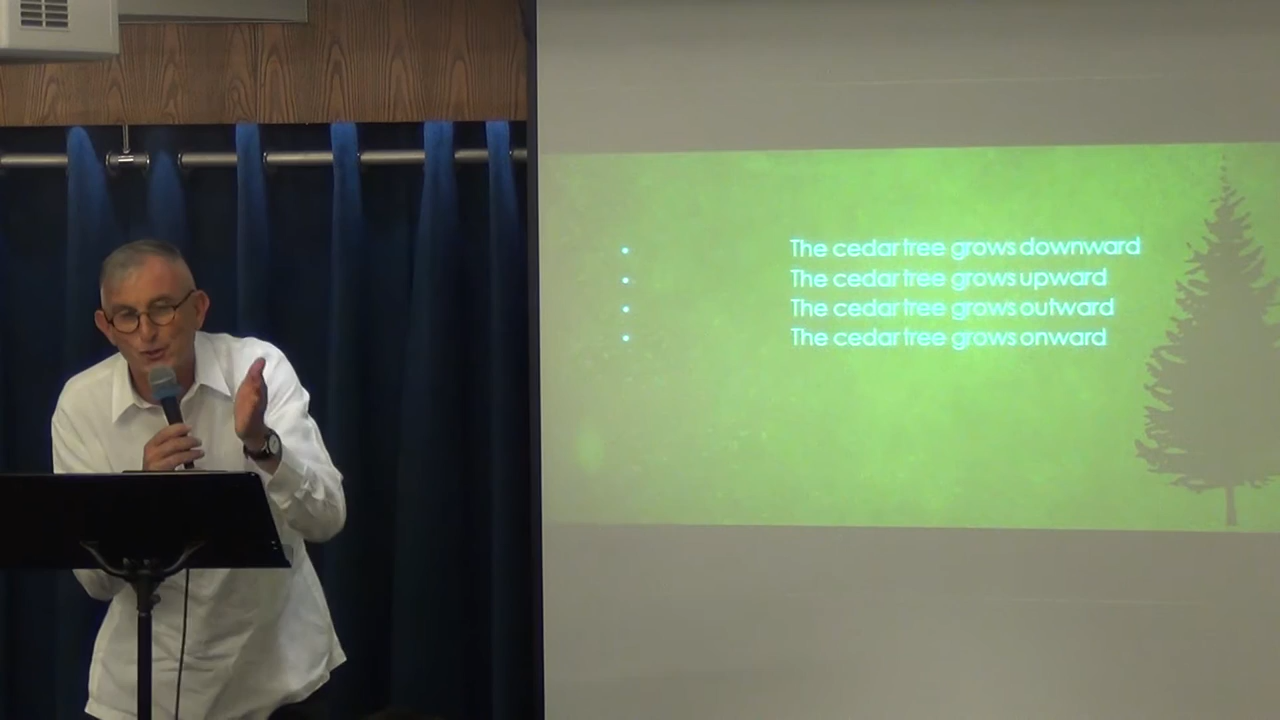 • The cedar tree grows downward
• The cedar tree grows upward
• The cedar tree grows outward
• The cedar tree grows onward